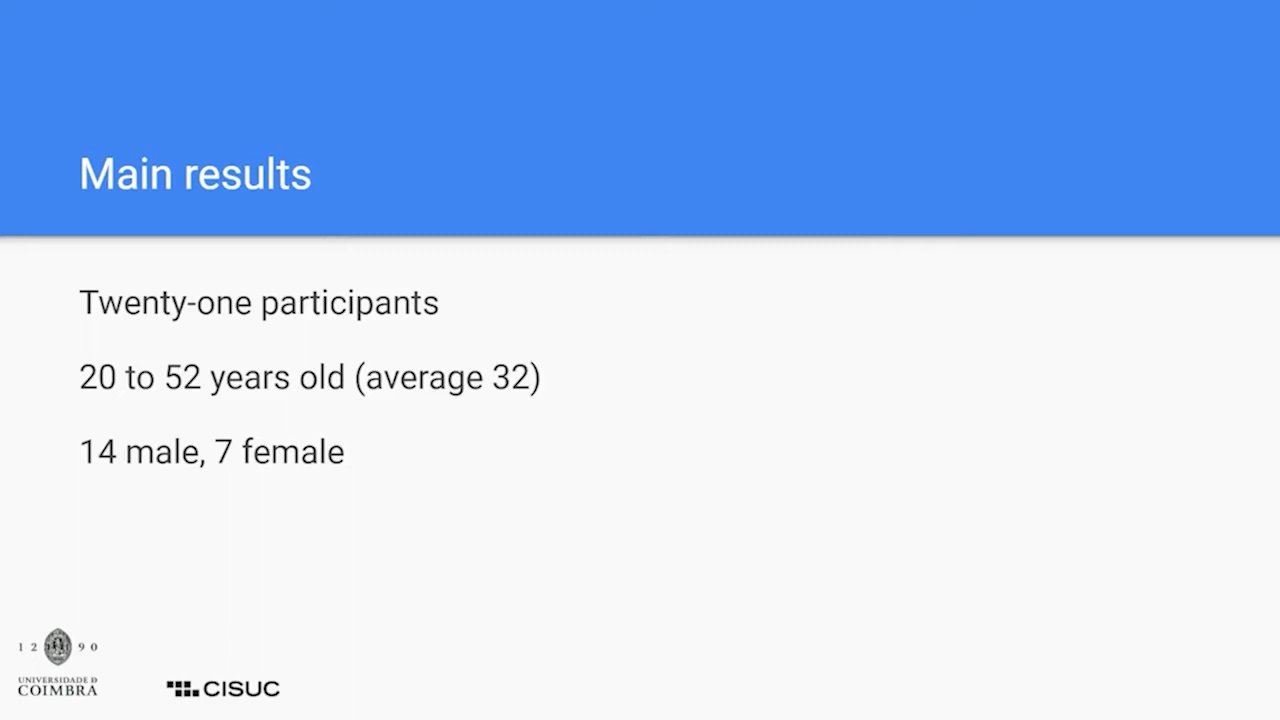 Main results
Twenty-one participants
20 to 52 years old (average 32)
14 male, 7 female
1 2 9 0
UNIVERSIDADE D
COIMBRA
CISUC